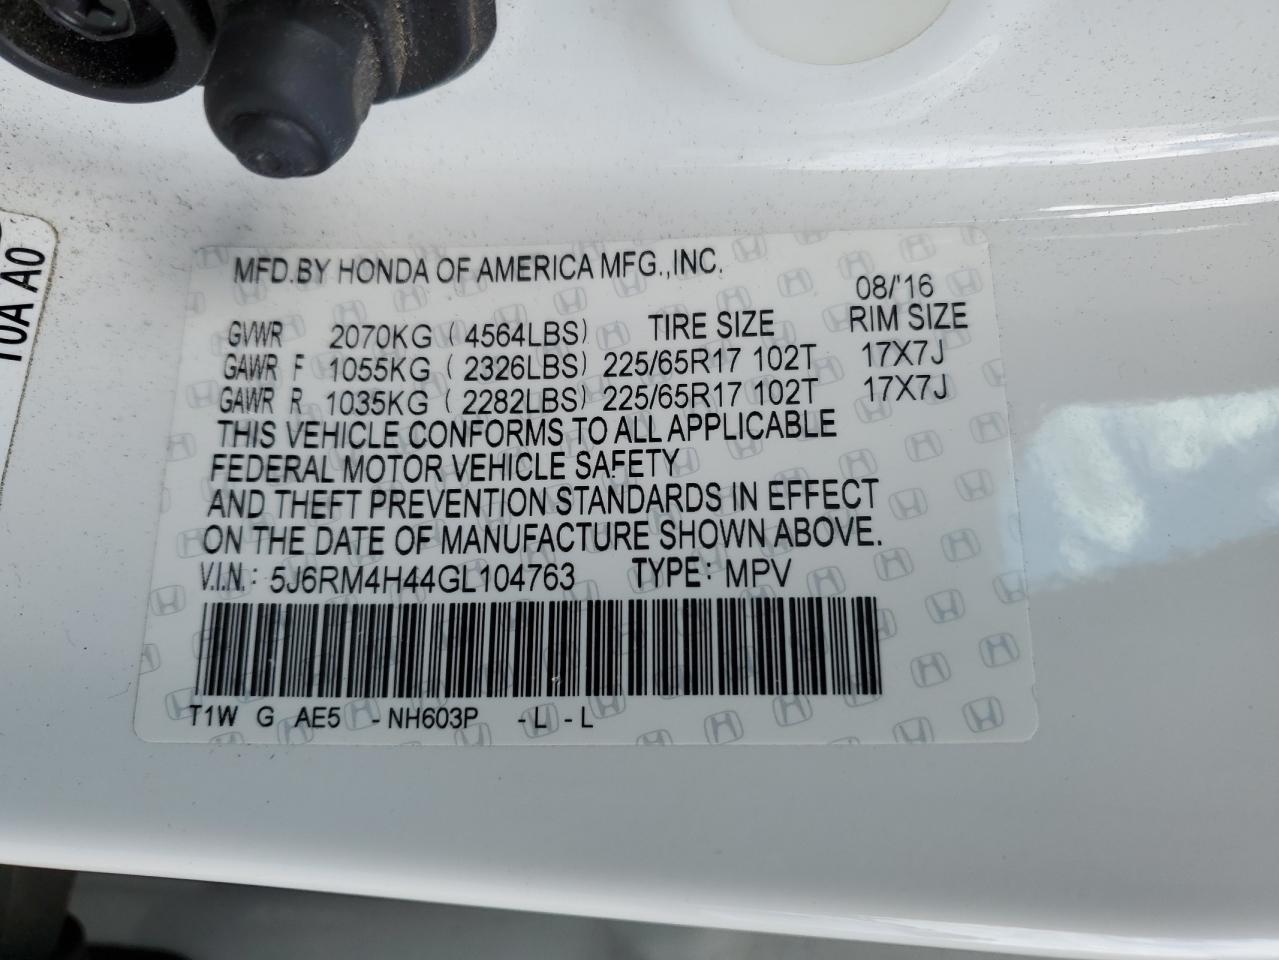 10A A0
MFD.BY HONDA OF AMERICA MFG.,INC.
08/'16
GVWR 2070KG (4564LBS) TIRE SIZE RIM SIZE
GAWR F 1055KG (2326LBS) 225/65R17 102T 17X7J
GAWR R 1035KG (2282LBS) 225/65R17 102T 17X7J
THIS VEHICLE CONFORMS TO ALL APPLICABLE
FEDERAL MOTOR VEHICLE SAFETY
AND THEFT PREVENTION STANDARDS IN EFFECT
ON THE DATE OF MANUFACTURE SHOWN ABOVE.
V.I.N.: 5J6RM4H44GL104763 TYPE: MPV
T1W G AE5 -NH603P -L -L